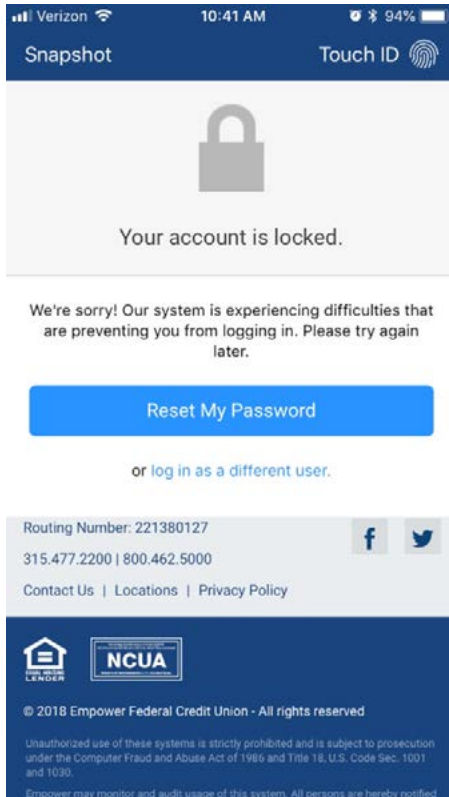 Verizon 10:41 AM 94%
Snapshot Touch ID
Your account is locked.
We're sorry! Our system is experiencing difficulties that
are preventing you from logging in. Please try again
later.
Reset My Password
or log in as a different user.
Routing Number: 221380127
315.477.2200 | 800.462.5000
Contact Us | Locations | Privacy Policy
f
EQUAL HOUSING
LENDER
NCUA
© 2018 Empower Federal Credit Union - All rights reserved
Unauthorized use of these systems is strictly prohibited and is subject to prosecution
under the Computer Fraud and Abuse Act of 1986 and Title 18, U.S. Code Sec. 1001
and 1030.
Empower may monitor and audit usage of this system. All persons are hereby notified